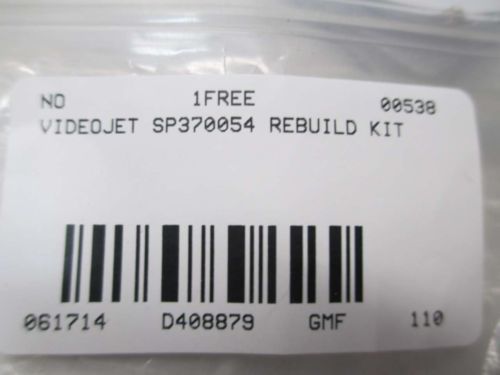 NO 1FREE 00538
VIDEOJET SP370054 REBUILD KIT
061714 D408879 GMF 110